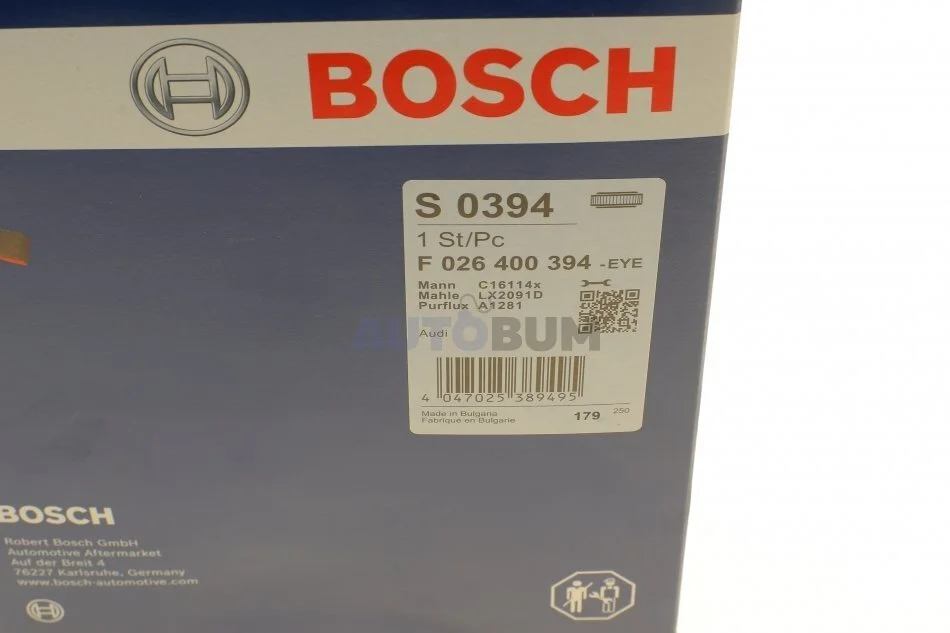 BOSCH
S 0394
1 St/Pc
F 026 400 394 -EYE
Mann C16114x
Mahle LX2091D
Purflux A1281
AUTOBUM
Audi
4 047025 389495
Made in Bulgaria
Fabriqué en Bulgarie
179 250
BOSCH
Robert Bosch GmbH
Automotive Aftermarket
Auf der Breit 4
76227 Karlsruhe, Germany
www.bosch-automotive.com